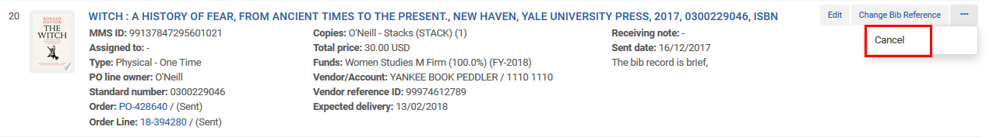 20
RONALD
HUTTON
THE
WITCH
WITCH : A HISTORY OF FEAR, FROM ANCIENT TIMES TO THE PRESENT., NEW HAVEN, YALE UNIVERSITY PRESS, 2017, 0300229046, ISBN
Edit
Change Bib Reference
Cancel
MMS ID: 99137847295601021
Assigned to: -
Type: Physical - One Time
PO line owner: O'Neill
Standard number: 0300229046
Order: PO-428640 / (Sent)
Order Line: 18-394280 / (Sent)
Copies: O'Neill - Stacks (STACK) (1)
Total price: 30.00 USD
Funds: Women Studies M Firm (100.0%) (FY-2018)
Vendor/Account: YANKEE BOOK PEDDLER / 1110 1110
Vendor reference ID: 99974612789
Expected delivery: 13/02/2018
Receiving note: -
Sent date: 16/12/2017
The bib record is brief,